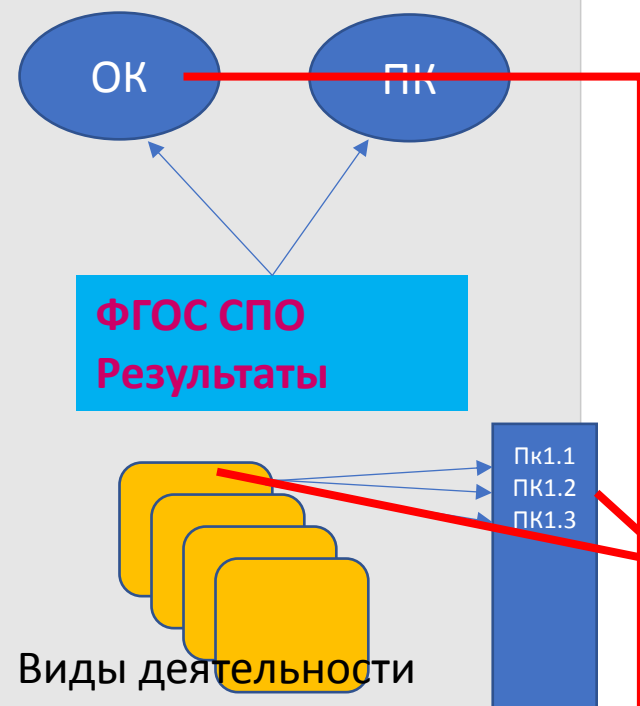 ОК
ПК
ФГОС СПО
Результаты
Пк1.1
ПК1.2
ПК1.3
Виды деятельности